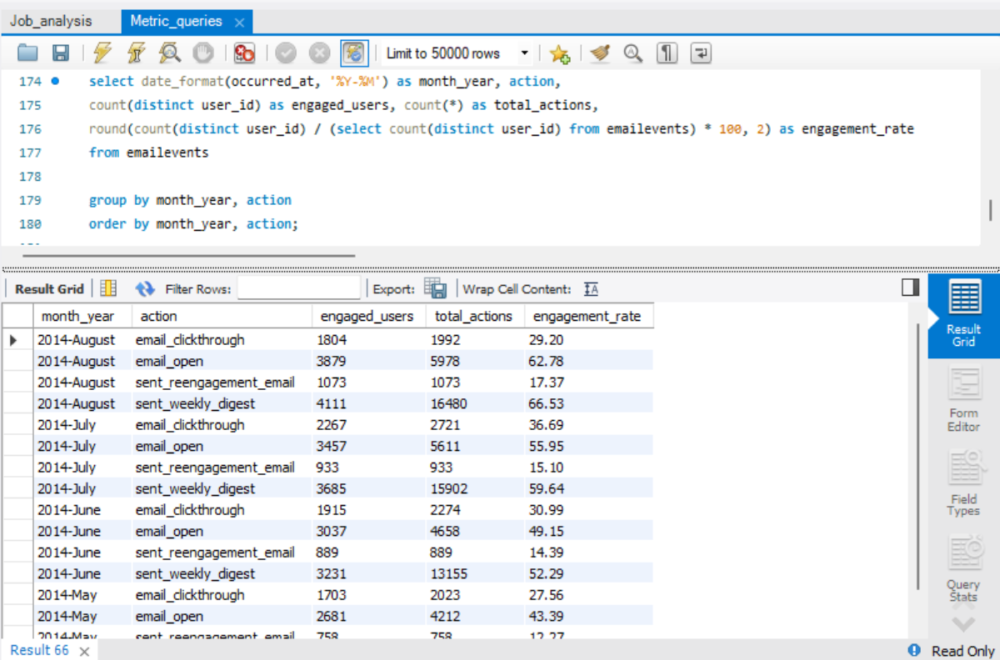 Job_analysis Metric_queries
Limit to 50000 rows
174 select date_format(occurred_at, '%Y-%M') as month_year, action,
175 count(distinct user_id) as engaged_users, count(*) as total_actions,
176 round(count(distinct user_id) / (select count(distinct user_id) from emailevents) * 100, 2) as engagement_rate
177 from emailevents
178
179 group by month_year, action
180 order by month_year, action;
Result Grid Filter Rows: Export: Wrap Cell Content:
month_year action engaged_users total_actions engagement_rate
2014-August email_clickthrough 1804 1992 29.20
2014-August email_open 3879 5978 62.78
2014-August sent_reengagement_email 1073 1073 17.37
2014-August sent_weekly_digest 4111 16480 66.53
2014-July email_clickthrough 2267 2721 36.69
2014-July email_open 3457 5611 55.95
2014-July sent_reengagement_email 933 933 15.10
2014-July sent_weekly_digest 3685 15902 59.64
2014-June email_clickthrough 1915 2274 30.99
2014-June email_open 3037 4658 49.15
2014-June sent_reengagement_email 889 889 14.39
2014-June sent_weekly_digest 3231 13155 52.29
2014-May email_clickthrough 1703 2023 27.56
2014-May email_open 2681 4212 43.39
2014-May sent_reengagement_email 758 758 12.27
Result
Grid
Form
Editor
Field
Types
Query
Stats
Result 66 Read Only